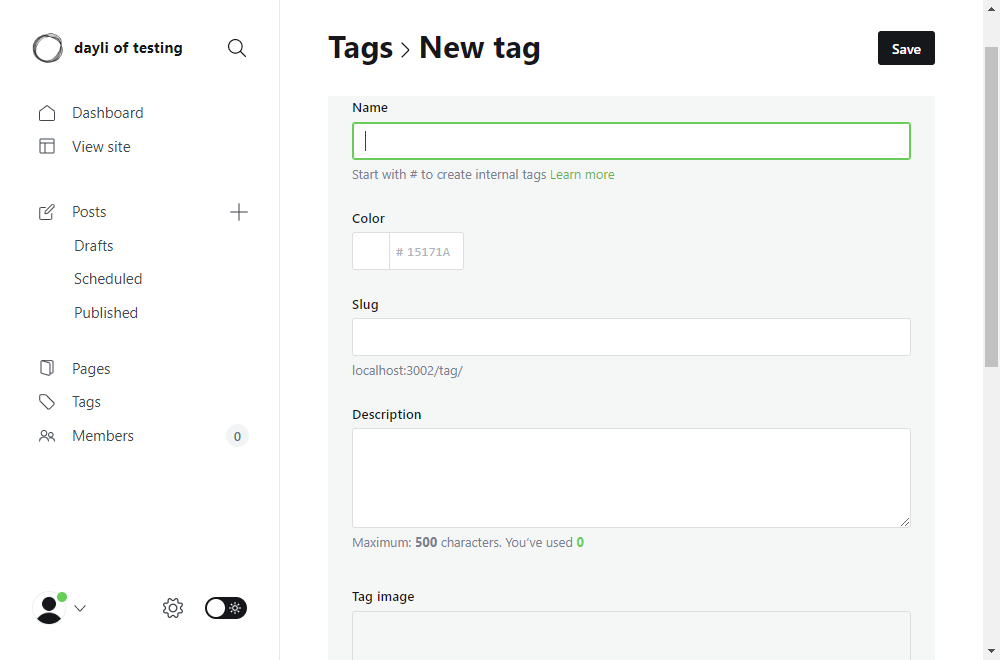 dayli of testing
Dashboard
View site
Posts
Drafts
Scheduled
Published
Pages
Tags
Members
0
Tags > New tag
Save
Name
Start with # to create internal tags Learn more
Color
# 15171A
Slug
localhost:3002/tag/
Description
Maximum: 500 characters. You’ve used 0
Tag image